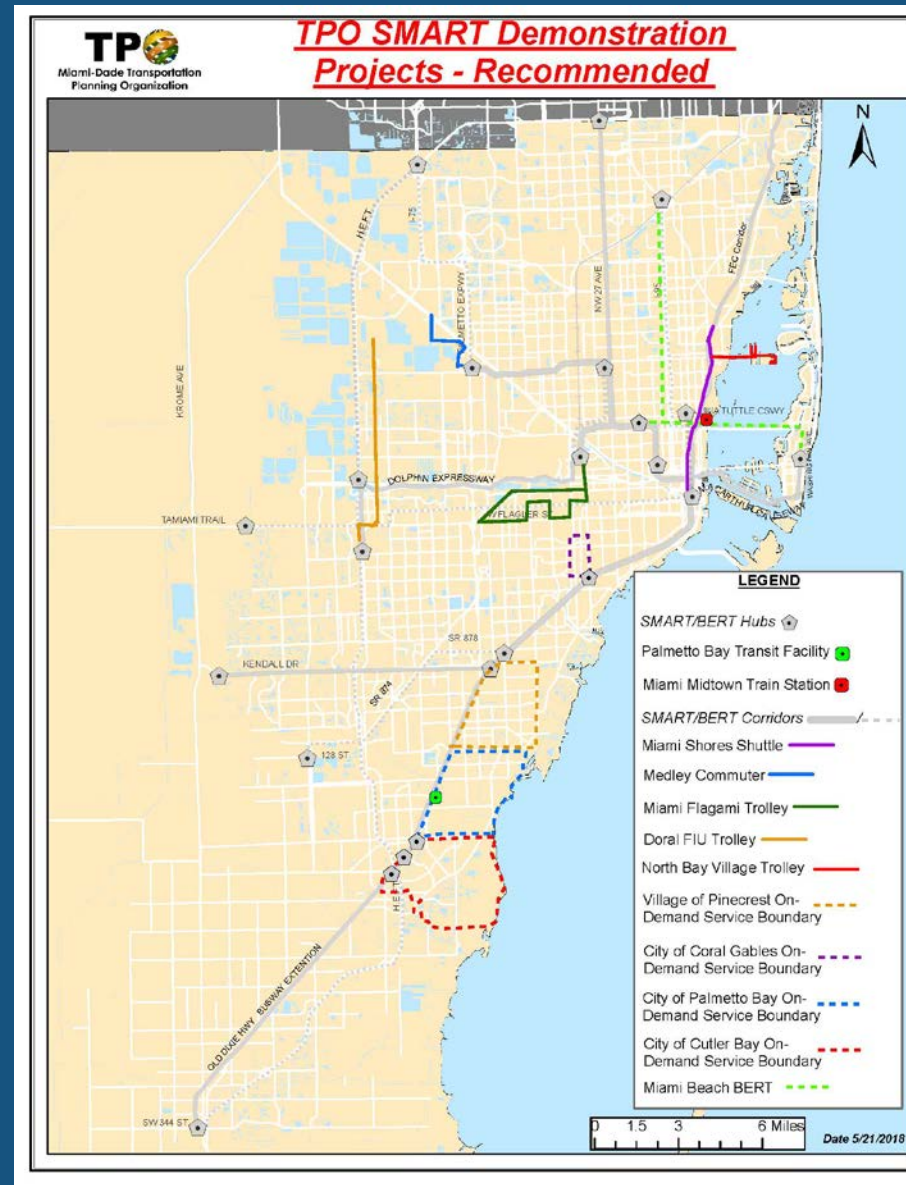 TPO
Miami-Dade Transportation
Planning Organization
TPO SMART Demonstration
Projects - Recommended
N
H.E.F.T.
I-75
METTO EXPWY
NW 27 AVE
I-95
FEC Corridor
KROME AVE
JULIA TUTTLE CSWY
DOLPHIN EXPRESSWAY
TAMIAMI TRAIL
W FLAGLER ST
KENDALL DR
SR 878
SR 874
128 ST
OLD DIXIE HWY BUSWAY EXTENTION
SW 344 ST
LEGEND
SMART/BERT Hubs
Palmetto Bay Transit Facility
Miami Midtown Train Station
SMART/BERT Corridors /
Miami Shores Shuttle
Medley Commuter
Miami Flagami Trolley
Doral FIU Trolley
North Bay Village Trolley
Village of Pinecrest On-
Demand Service Boundary
City of Coral Gables On-
Demand Service Boundary
City of Palmetto Bay On-
Demand Service Boundary
City of Cutler Bay On-
Demand Service Boundary
Miami Beach BERT
0 1.5 3 6 Miles
Date 5/21/2018